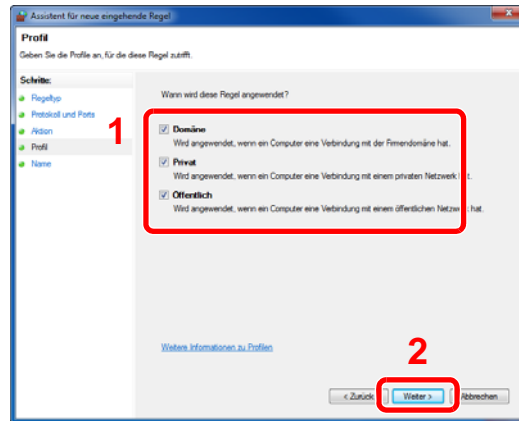 Assistent für neue eingehende Regel
Profil
Geben Sie die Profile an, für die diese Regel zutrifft.
Schritte:
Regeltyp
Protokoll und Ports
Aktion
Profil
Name
1
Wann wird diese Regel angewendet?
Domäne
Wird angewendet, wenn ein Computer eine Verbindung mit der Firmendomäne hat.
Privat
Wird angewendet, wenn ein Computer eine Verbindung mit einem privaten Netzwerk hat.
Öffentlich
Wird angewendet, wenn ein Computer eine Verbindung mit einem öffentlichen Netzwerk hat.
Weitere Informationen zu Profilen
2
< Zurück
Weiter >
Abbrechen